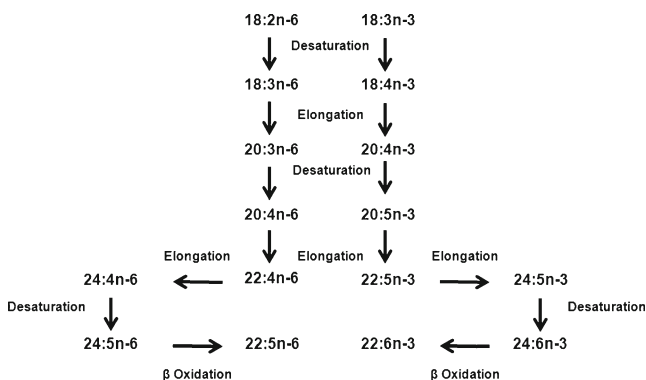 18:2n-6 18:3n-3
Desaturation
18:3n-6 18:4n-3
Elongation
20:3n-6 20:4n-3
Desaturation
20:4n-6 20:5n-3
Elongation Elongation Elongation
24:4n-6 22:4n-6 22:5n-3 24:5n-3
Desaturation Desaturation
24:5n-6 22:5n-6 22:6n-3 24:6n-3
β Oxidation β Oxidation